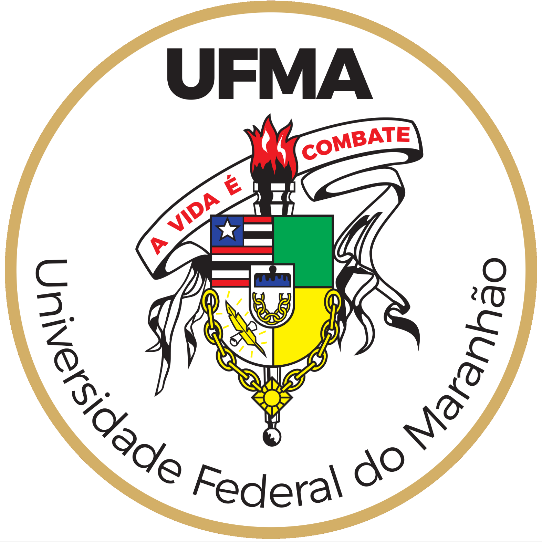 UFMA
A VIDA É COMBATE
Universidade Federal do Maranhão